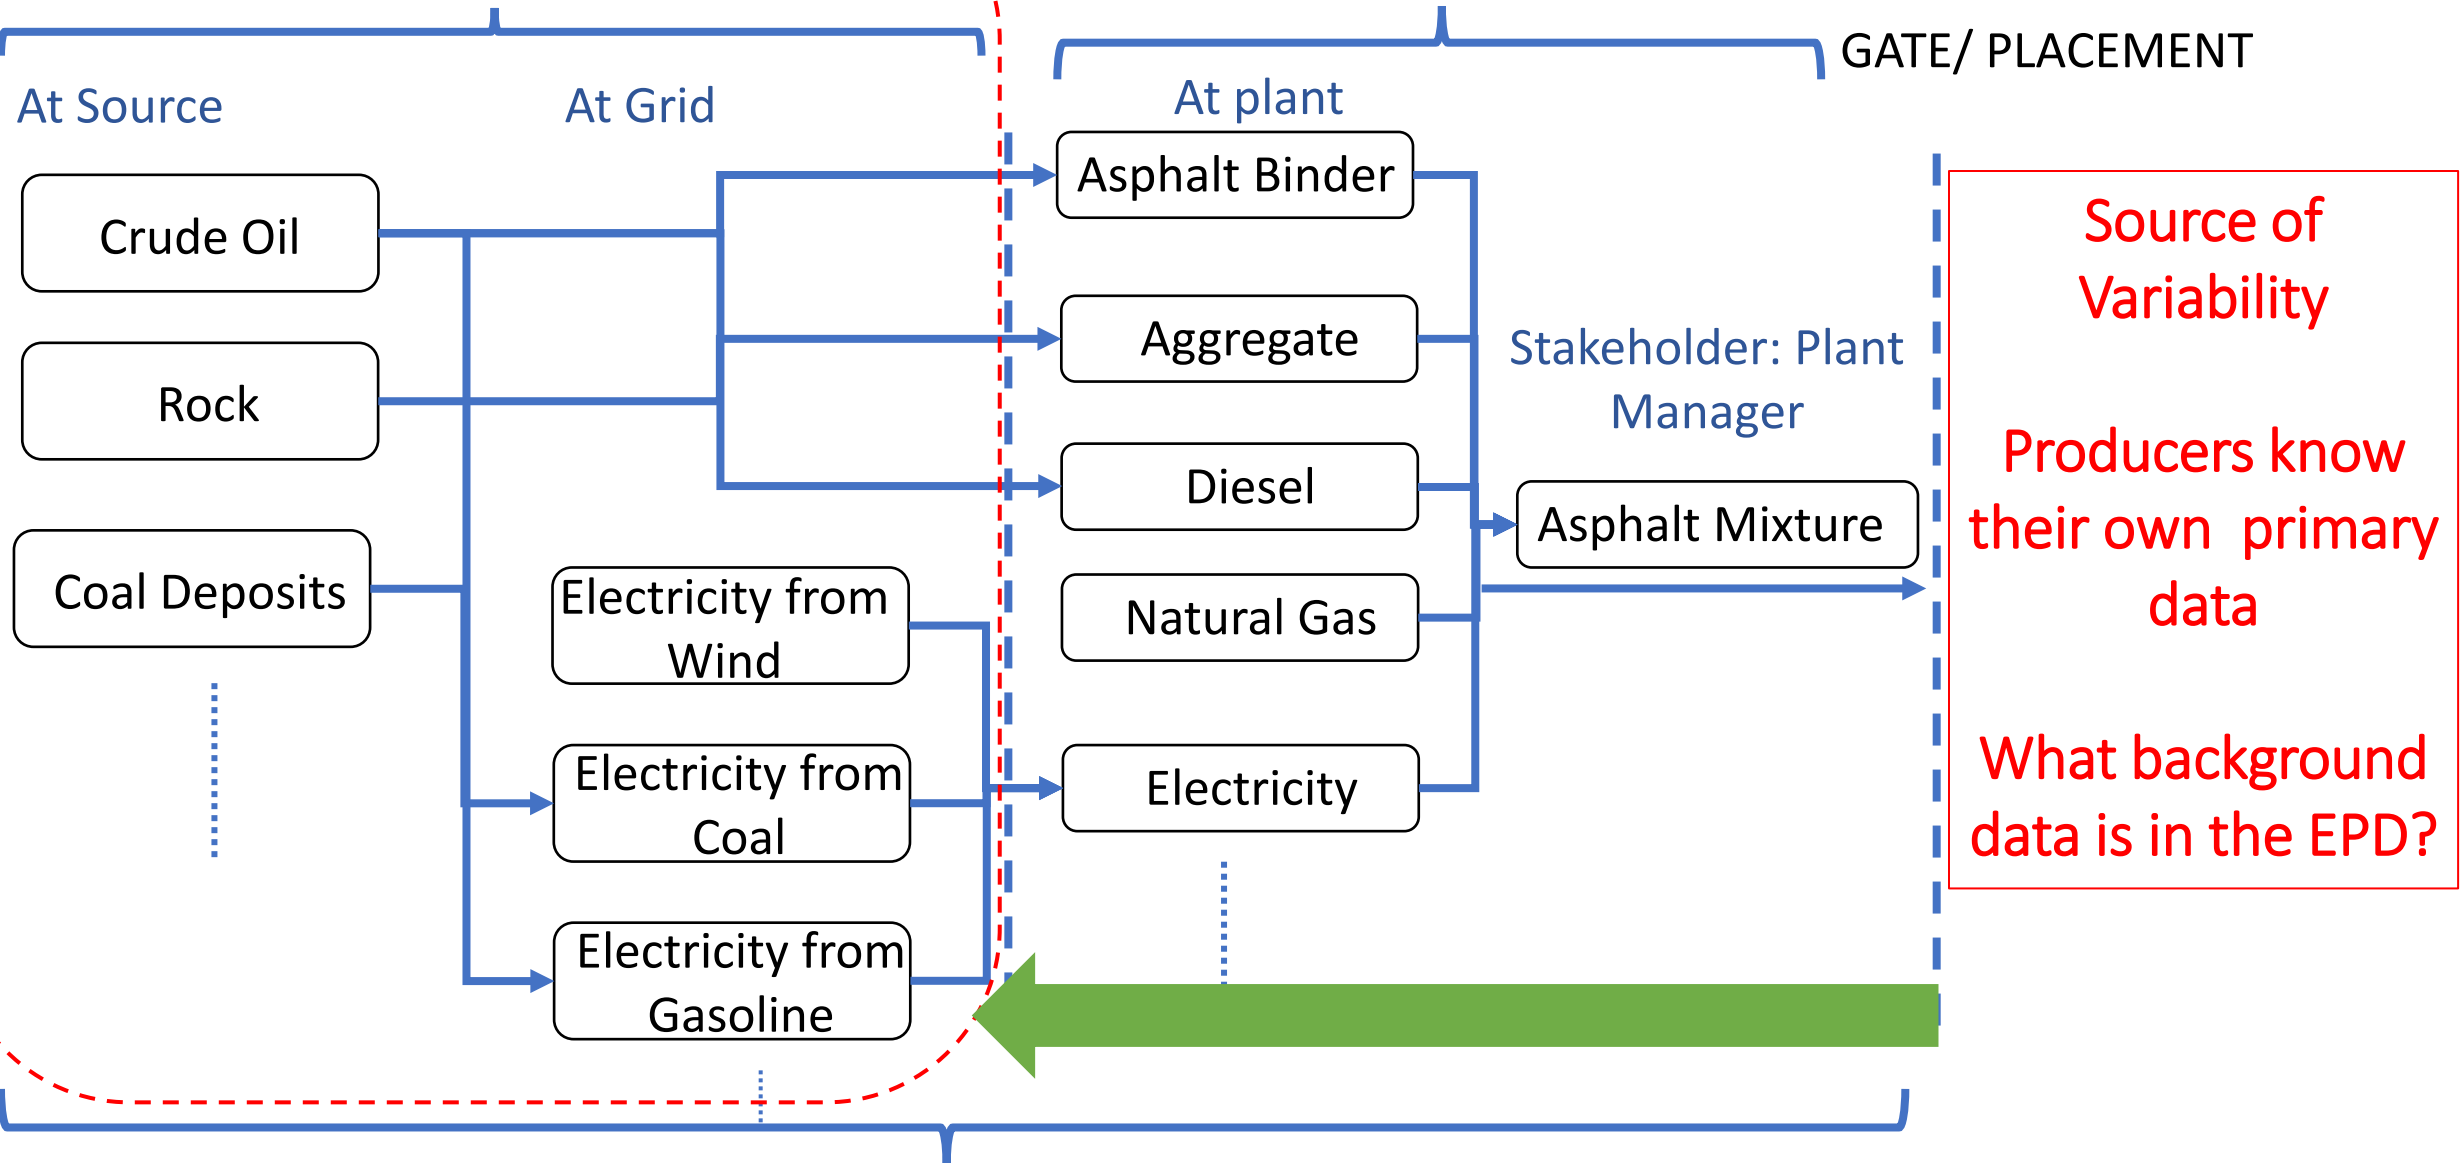 GATE/ PLACEMENT
At Source
At Grid
At plant
Crude Oil
Rock
Coal Deposits
Electricity from
Wind
Electricity from
Coal
Electricity from
Gasoline
Asphalt Binder
Aggregate
Diesel
Natural Gas
Electricity
Stakeholder: Plant
Manager
Asphalt Mixture
Source of
Variability
Producers know
their own  primary
data
What background
data is in the EPD?